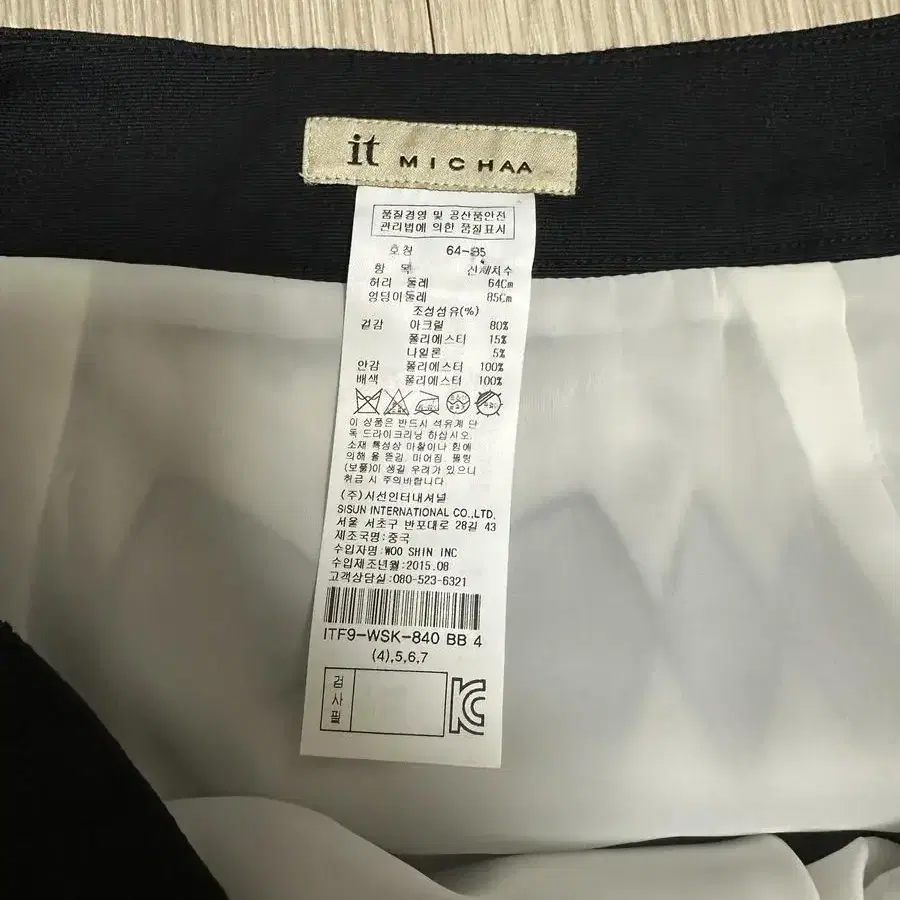 it MICHAA
품질경영 및 공산품안전
관리법에 의한 품질표시
호칭 64-85
항 목 신체치수
허리 둘레 64Cm
엉덩이둘레 85Cm
조성섬유(%)
겉감 아크릴 80%
폴리에스터 15%
나일론 5%
안감 폴리에스터 100%
배색 폴리에스터 100%
이 상품은 반드시 석유계 단
독 드라이크리닝 하십시오.
소재 특성상 마찰이나 힘에
의해 올 뜯김, 미어짐, 필링
(보풀)이 생길 우려가 있으니
취급 시 주의바랍니다
(주)시선인터내셔널
SISUN INTERNATIONAL CO.,LTD.
서울 서초구 반포대로 28길 43
제조국명:중국
수입자명:WOO SHIN INC
수입제조년월:2015.08
고객상담실:080-523-6321
ITF9-WSK-840 BB 4
(4),5,6,7
검사필